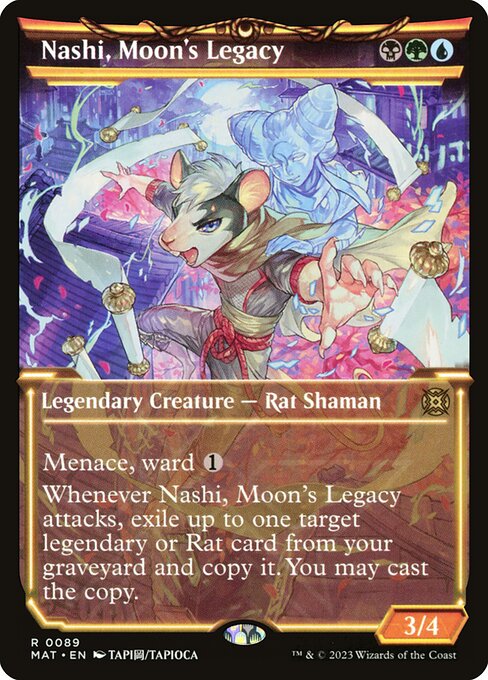 Nashi, Moon's Legacy
Legendary Creature — Rat Shaman
Menace, ward 1
Whenever Nashi, Moon's Legacy
attacks, exile up to one target
legendary or Rat card from your
graveyard and copy it. You may cast
the copy.
3/4
R 0089
MAT • EN TAPI岡/TAPIOCA
™ & © 2023 Wizards of the Coast